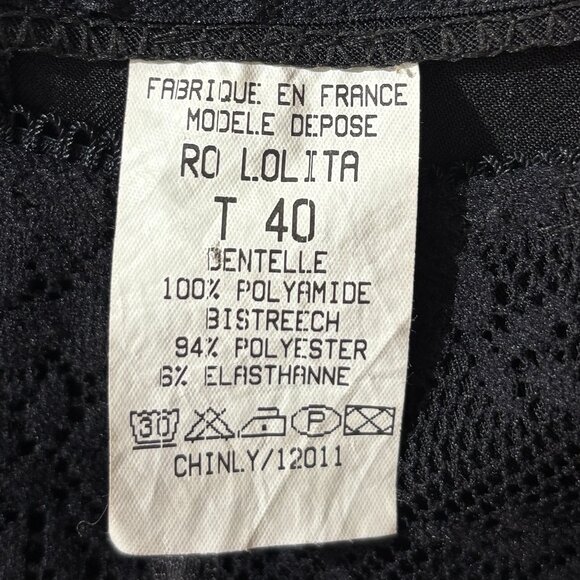 FABRIQUE EN FRANCE
MODELE DEPOSE
RO LOLITA
T 40
DENTELLE
100% POLYAMIDE
BISTREECH
94% POLYESTER
6% ELASTHANNE
30 P
CHINLY/12011